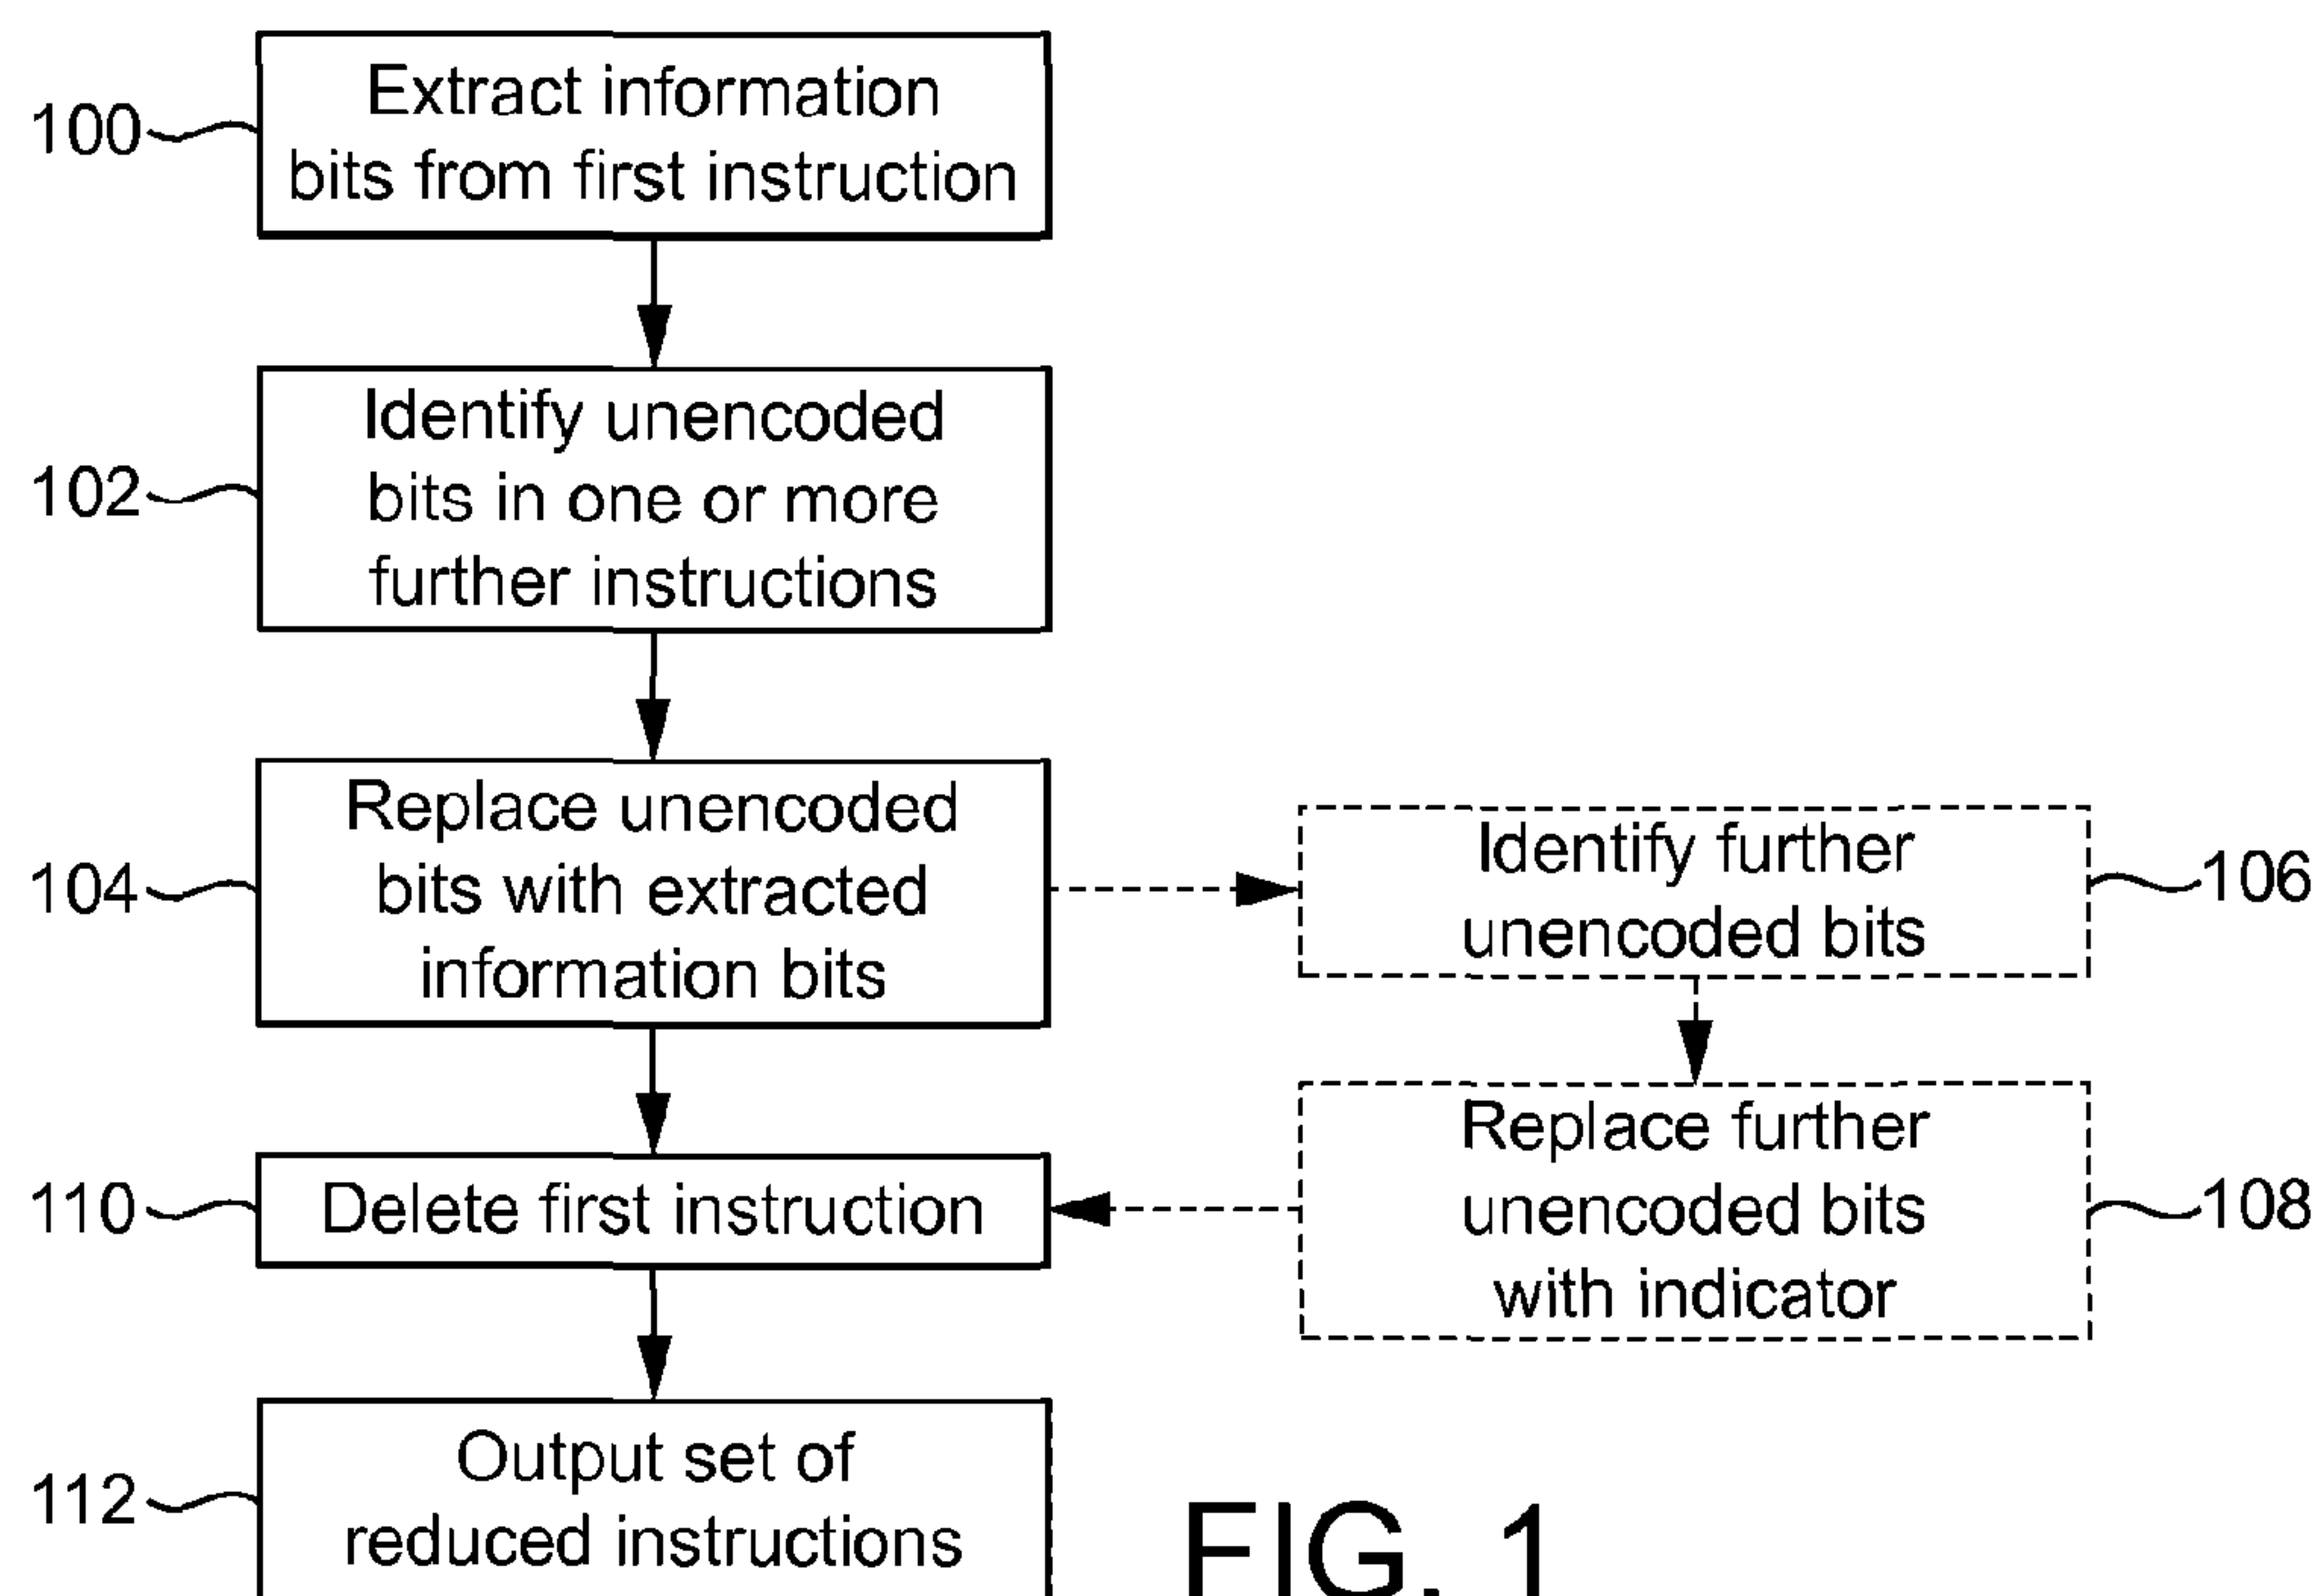 100
Extract information
bits from first instruction
102
Identify unencoded
bits in one or more
further instructions
104
Replace unencoded
bits with extracted
information bits
Identify further
unencoded bits
106
Replace further
unencoded bits
with indicator
108
110
Delete first instruction
112
Output set of
reduced instructions
FIG. 1